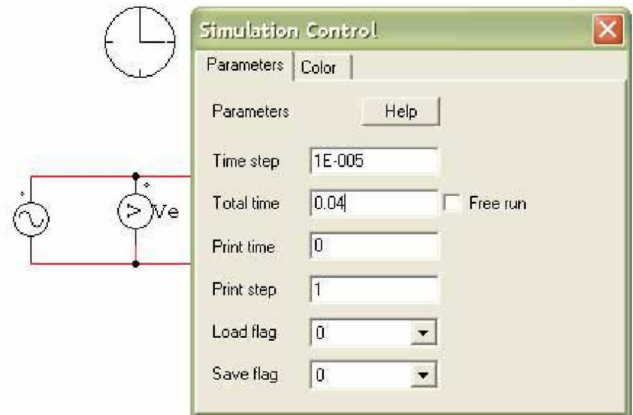 Simulation Control
Parameters Color
Parameters Help
Time step 1E-005
Total time 0.04 Free run
Print time 0
Print step 1
Load flag 0
Save flag 0
V Ve